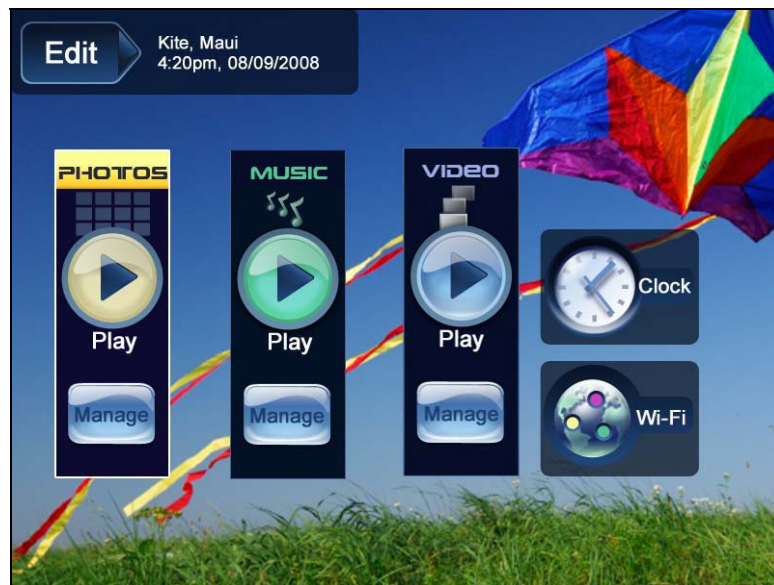 Edit
Kite, Maui
4:20pm, 08/09/2008
PHOTOS
MUSIC
VIDEO
Play
Play
Play
Clock
Manage
Manage
Manage
Wi-Fi